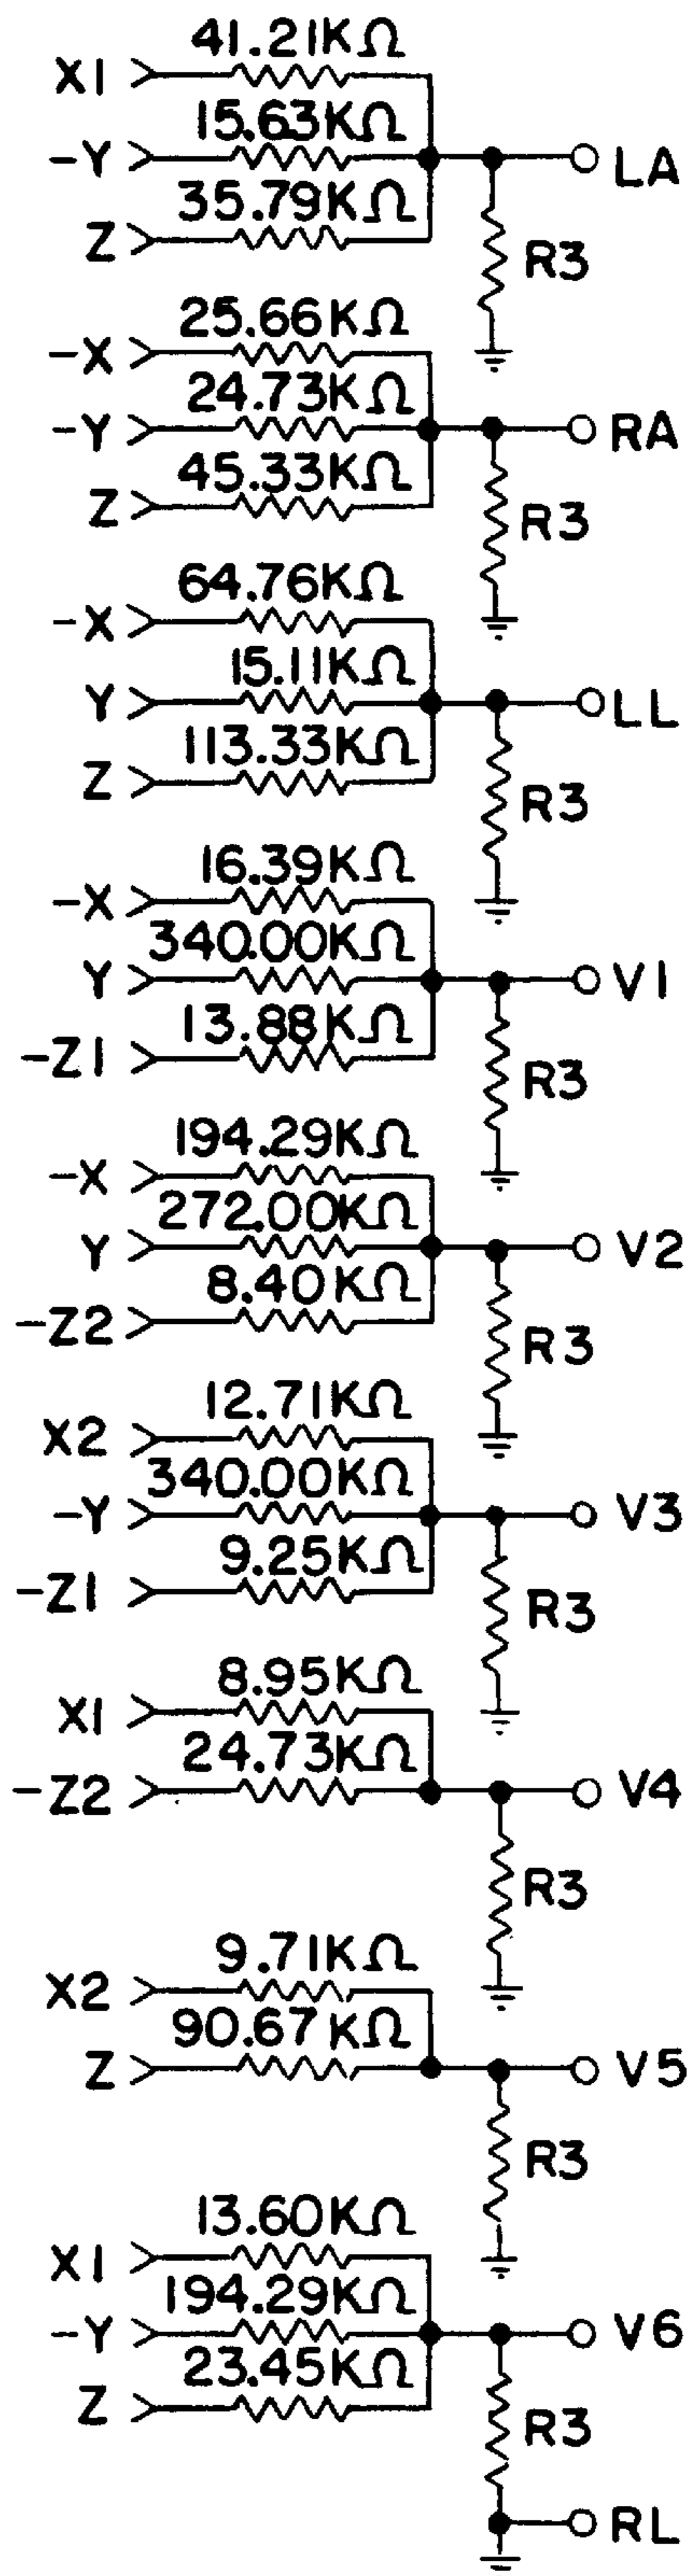 41.21KΩ
X1
15.63KΩ
-Y
LA
35.79KΩ
Z
R3
25.66KΩ
-X
24.73KΩ
-Y
RA
45.33KΩ
Z
R3
64.76KΩ
-X
15.11KΩ
Y
LL
113.33KΩ
Z
R3
16.39KΩ
-X
340.00KΩ
Y
V1
13.88KΩ
-Z1
R3
194.29KΩ
-X
272.00KΩ
Y
V2
8.40KΩ
-Z2
R3
12.71KΩ
X2
340.00KΩ
-Y
V3
9.25KΩ
-Z1
R3
8.95KΩ
X1
24.73KΩ
-Z2
V4
R3
9.71KΩ
X2
90.67KΩ
Z
V5
R3
13.60KΩ
X1
194.29KΩ
-Y
V6
23.45KΩ
Z
R3
RL